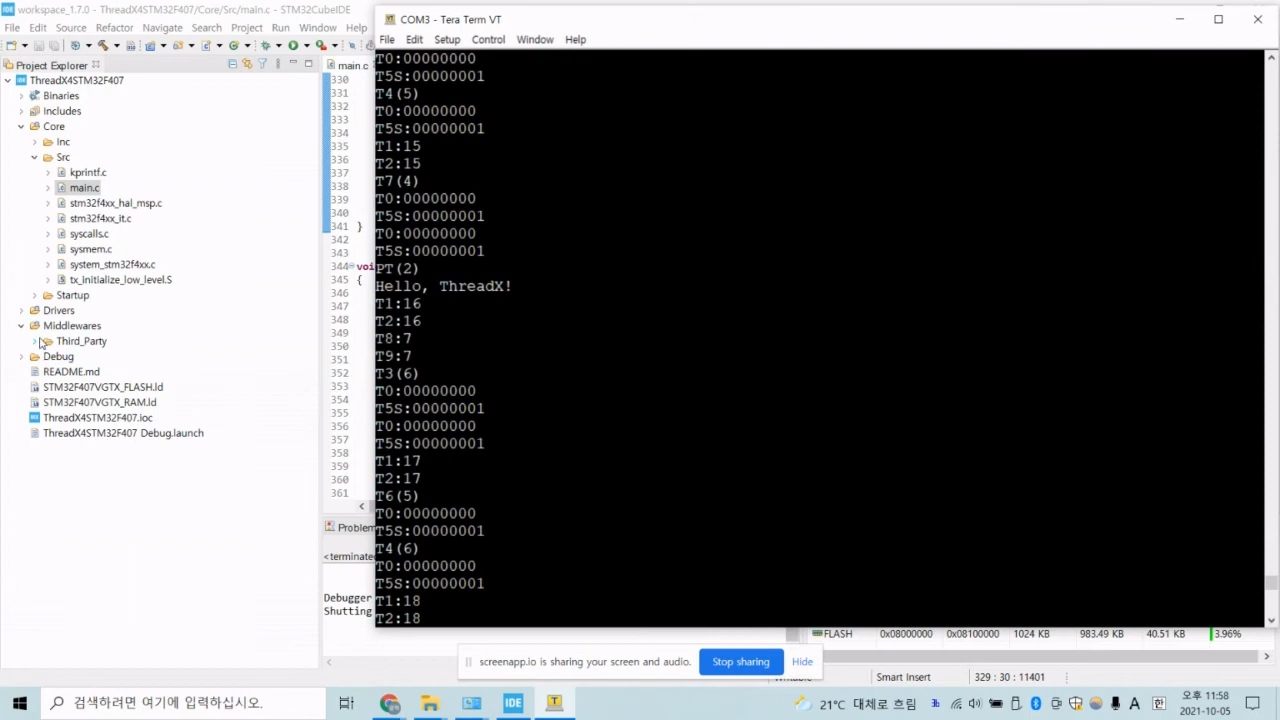 workspace_1.7.0 - ThreadX4STM32F407/Core/Src/main.c - STM32CubeIDE
File Edit Source Refactor Navigate Search Project Run Window Help
Project Explorer
ThreadX4STM32F407
Binaries
Includes
Core
Inc
Src
kprintf.c
main.c
stm32f4xx_hal_msp.c
stm32f4xx_it.c
syscalls.c
sysmem.c
system_stm32f4xx.c
tx_initialize_low_level.S
Startup
Drivers
Middlewares
Third_Party
Debug
README.md
STM32F407VGTX_FLASH.ld
STM32F407VGTX_RAM.ld
ThreadX4STM32F407.ioc
ThreadX4STM32F407 Debug.launch
main.c
330
331
332
333
334
335
336
337
338
339
340
341 }
342
343
344 voi
345 {
346
347
348
349
350
351
352
353
354
355
356
357
358
359
360
361
Problem
<terminated
Debugger
Shutting
COM3 - Tera Term VT
File Edit Setup Control Window Help
T0:00000000
T5S:00000001
T4(5)
T0:00000000
T5S:00000001
T1:15
T2:15
T7(4)
T0:00000000
T5S:00000001
T0:00000000
T5S:00000001
PT(2)
Hello, ThreadX!
T1:16
T2:16
T8:7
T9:7
T3(6)
T0:00000000
T5S:00000001
T0:00000000
T5S:00000001
T1:17
T2:17
T6(5)
T0:00000000
T5S:00000001
T4(6)
T0:00000000
T5S:00000001
T1:18
T2:18
FLASH 0x08000000 0x08100000 1024 KB 983.49 KB 40.51 KB 3.96%
screenapp.io is sharing your screen and audio. Stop sharing Hide
Smart Insert 329 : 30 : 11401
검색하려면 여기에 입력하십시오.
IDE
21°C 대체로 흐림
A 한
오후 11:58
2021-10-05